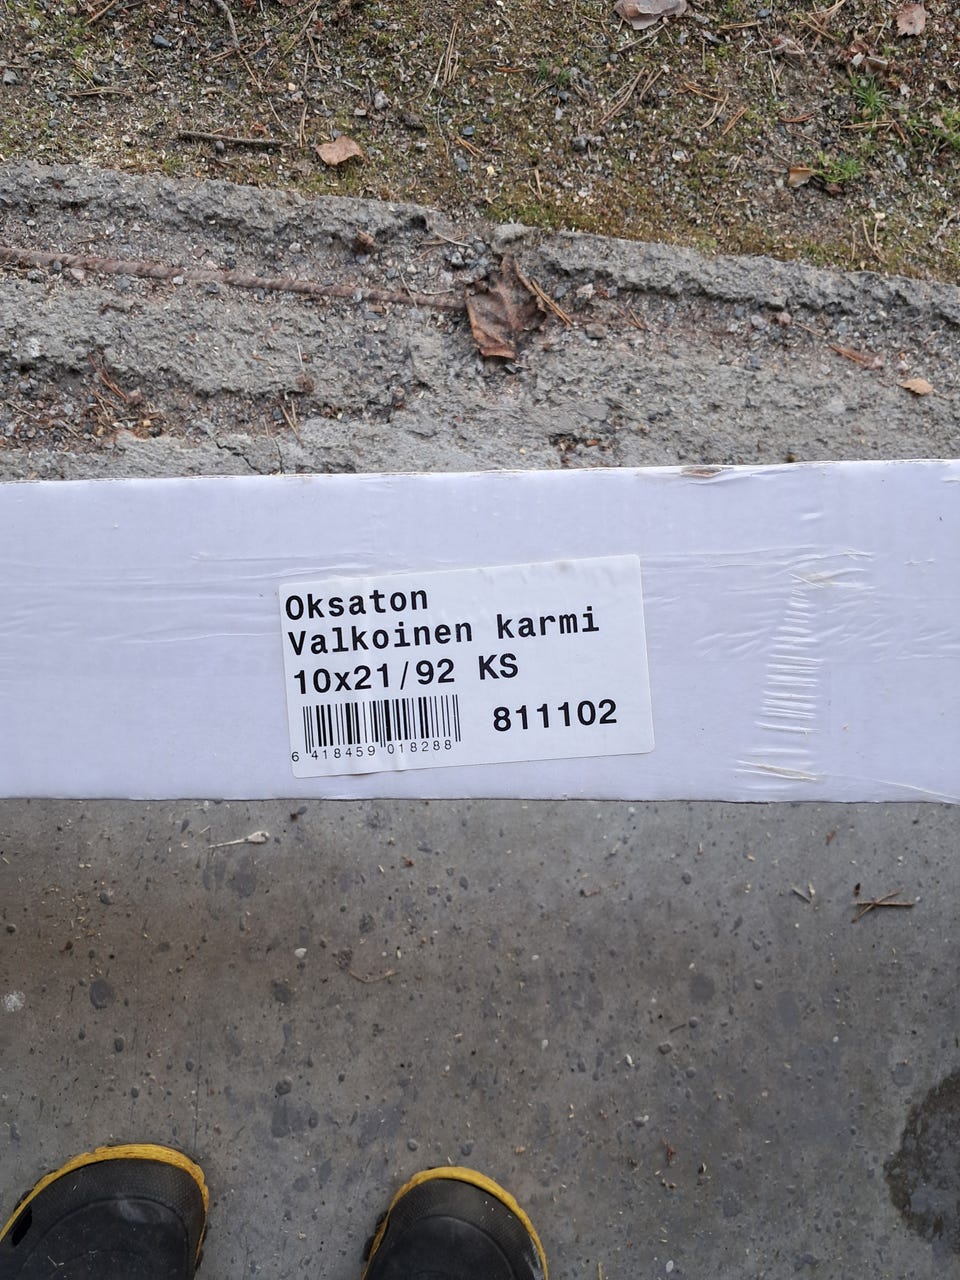 Oksaton
Valkoinen karmi
10x21/92 KS
811102
6 418459 018288